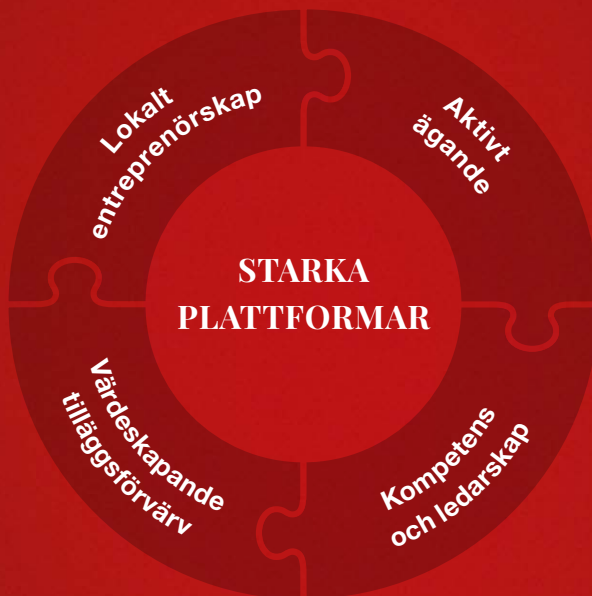 Lokalt
entreprenörskap
Aktivt
ägande
STARKA
PLATTFORMAR
Värdeskapande
tilläggsförvärv
Kompetens
och ledarskap